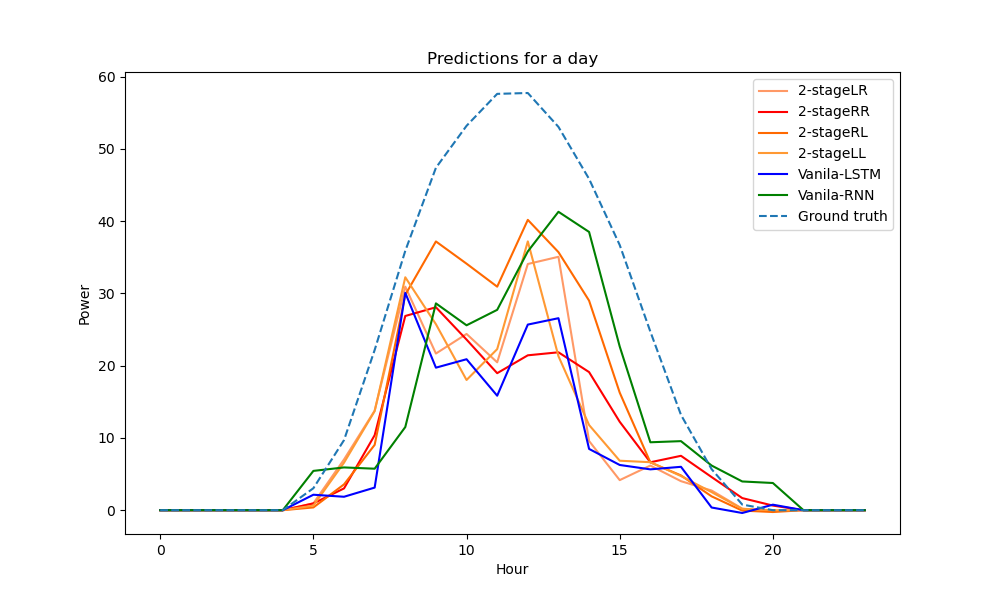 Predictions for a day
60
50
40
30
20
10
0
Power
0 5 10 15 20
Hour
2-stageLR
2-stageRR
2-stageRL
2-stageLL
Vanila-LSTM
Vanila-RNN
Ground truth